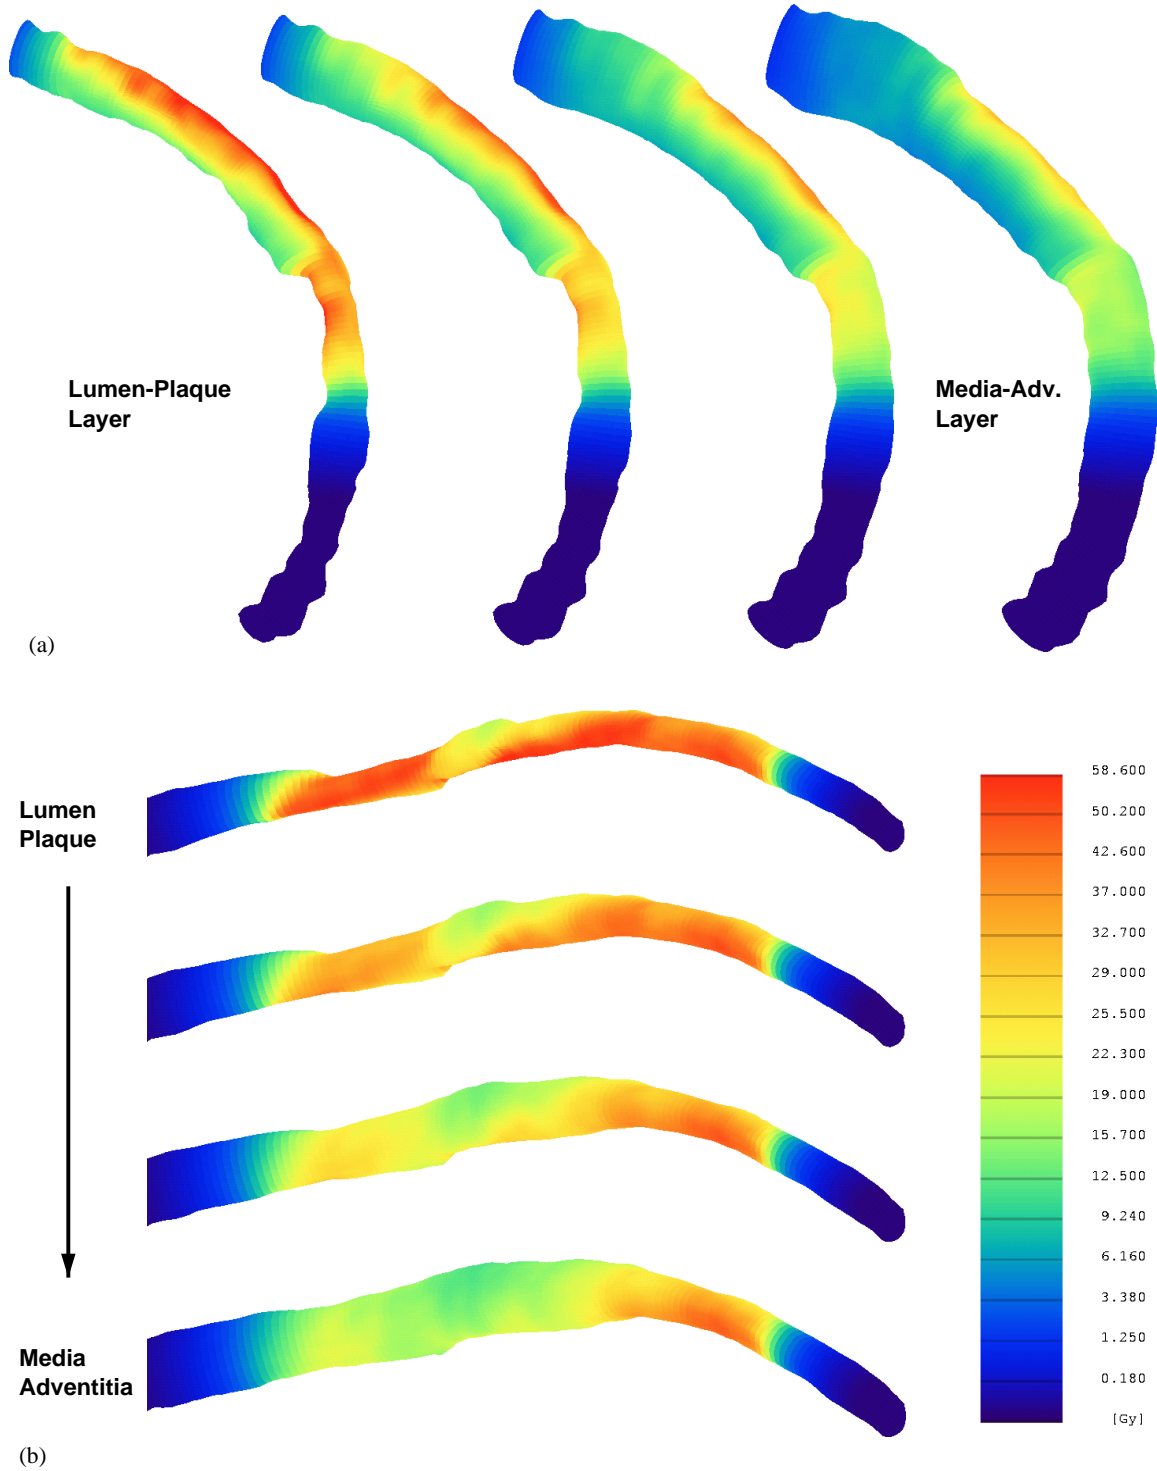 Lumen-Plaque
Layer
Media-Adv.
Layer
(a)
Lumen
Plaque
Media
Adventitia
58.600
50.200
42.600
37.000
32.700
29.000
25.500
22.300
19.000
15.700
12.500
9.240
6.160
3.380
1.250
0.180
[Gy]
(b)